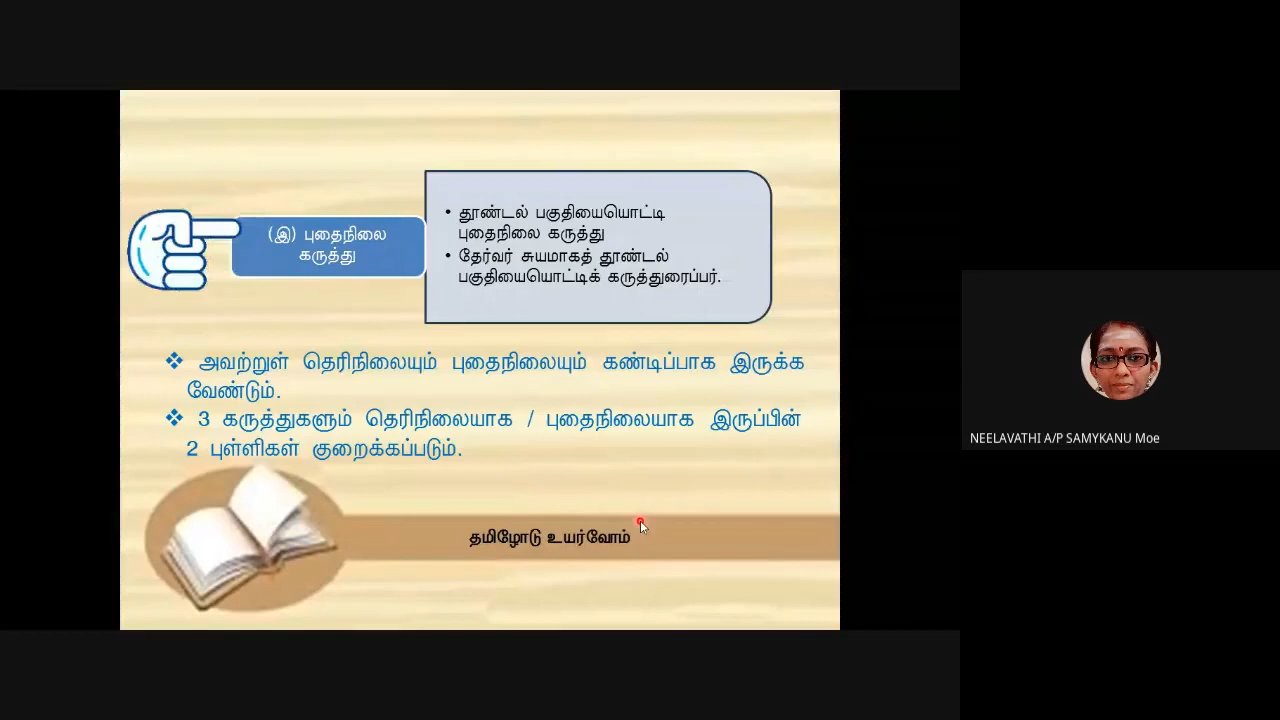 (இ) புதைநிலை
கருத்து
• தூண்டல் பகுதியையொட்டி
புதைநிலை கருத்து
• தேர்வர் சுயமாகத் தூண்டல்
பகுதியையொட்டிக் கருத்துரைப்பர்.
❖ அவற்றுள் தெரிநிலையும் புதைநிலையும் கண்டிப்பாக இருக்க
வேண்டும்.
❖ 3 கருத்துகளும் தெரிநிலையாக / புதைநிலையாக இருப்பின்
2 புள்ளிகள் குறைக்கப்படும்.
தமிழோடு உயர்வோம்
NEELAVATHI A/P SAMYKANU Moe